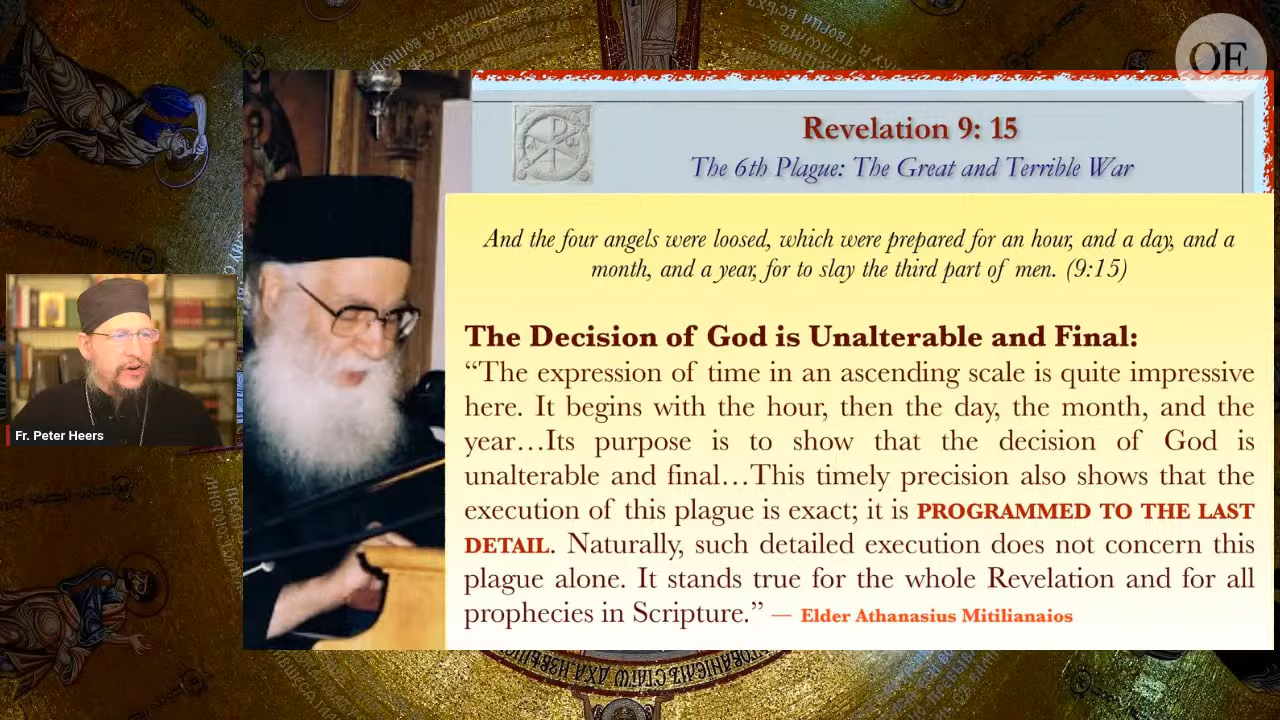 OE
Revelation 9: 15
The 6th Plague: The Great and Terrible War
And the four angels were loosed, which were prepared for an hour, and a day, and a
month, and a year, for to slay the third part of men. (9:15)
The Decision of God is Unalterable and Final:
“The expression of time in an ascending scale is quite impressive
here. It begins with the hour, then the day, the month, and the
year…Its purpose is to show that the decision of God is
unalterable and final…This timely precision also shows that the
execution of this plague is exact; it is PROGRAMMED TO THE LAST
DETAIL. Naturally, such detailed execution does not concern this
plague alone. It stands true for the whole Revelation and for all
prophecies in Scripture.” — Elder Athanasius Mitilianaios
Fr. Peter Heers